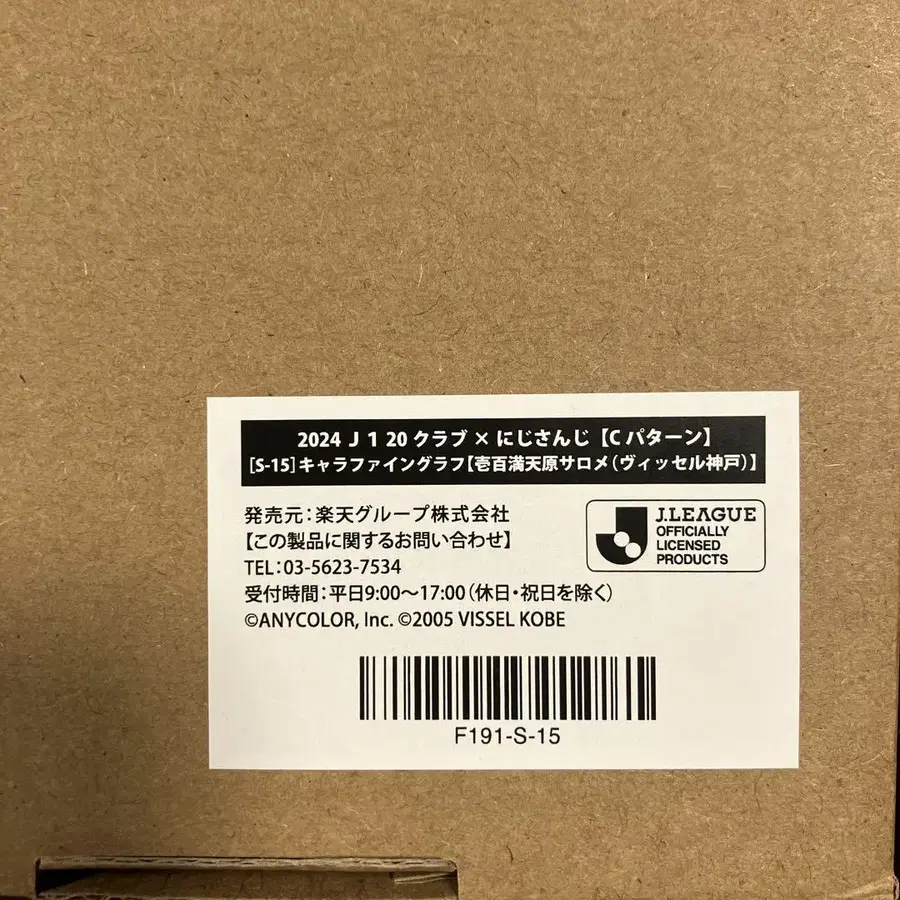 2024 J 1 20 クラブ × にじさんじ【C パターン】
[S-15]キャラファイングラフ【壱百満天原サロメ(ヴィッセル神戸)】
発売元:楽天グループ株式会社
【この製品に関するお問い合わせ】
TEL:03-5623-7534
受付時間:平日9:00〜17:00(休日・祝日を除く)
©ANYCOLOR, Inc. ©2005 VISSEL KOBE
J.LEAGUE
OFFICIALLY
LICENSED
PRODUCTS
F191-S-15